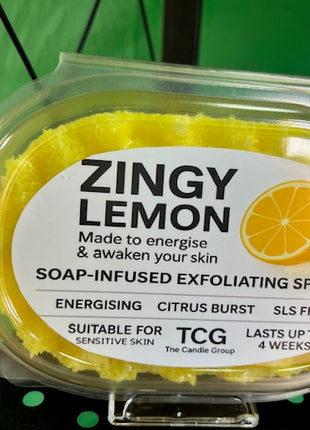 ZINGY
LEMON
Made to energise
& awaken your skin
SOAP-INFUSED EXFOLIATING SP
ENERGISING CITRUS BURST SLS F
SUITABLE FOR
SENSITIVE SKIN
TCG
The Candle Group
LASTS UP T
4 WEEKS